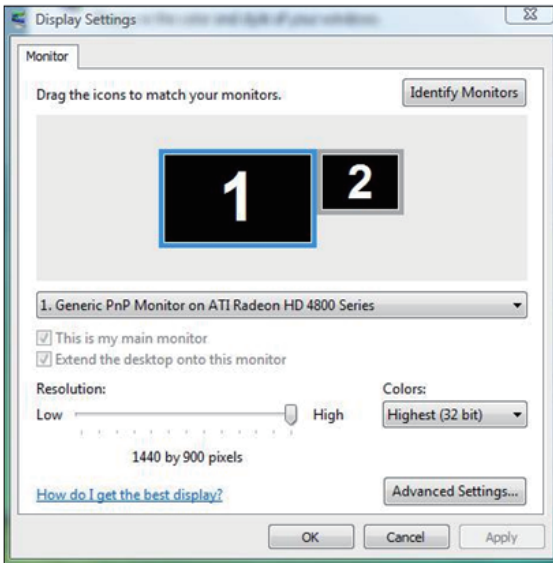 Display Settings
Monitor
Drag the icons to match your monitors.
Identify Monitors
1
2
1. Generic PnP Monitor on ATI Radeon HD 4800 Series
This is my main monitor
Extend the desktop onto this monitor
Resolution:
Colors:
Low
High
Highest (32 bit)
1440 by 900 pixels
How do I get the best display?
Advanced Settings...
OK
Cancel
Apply